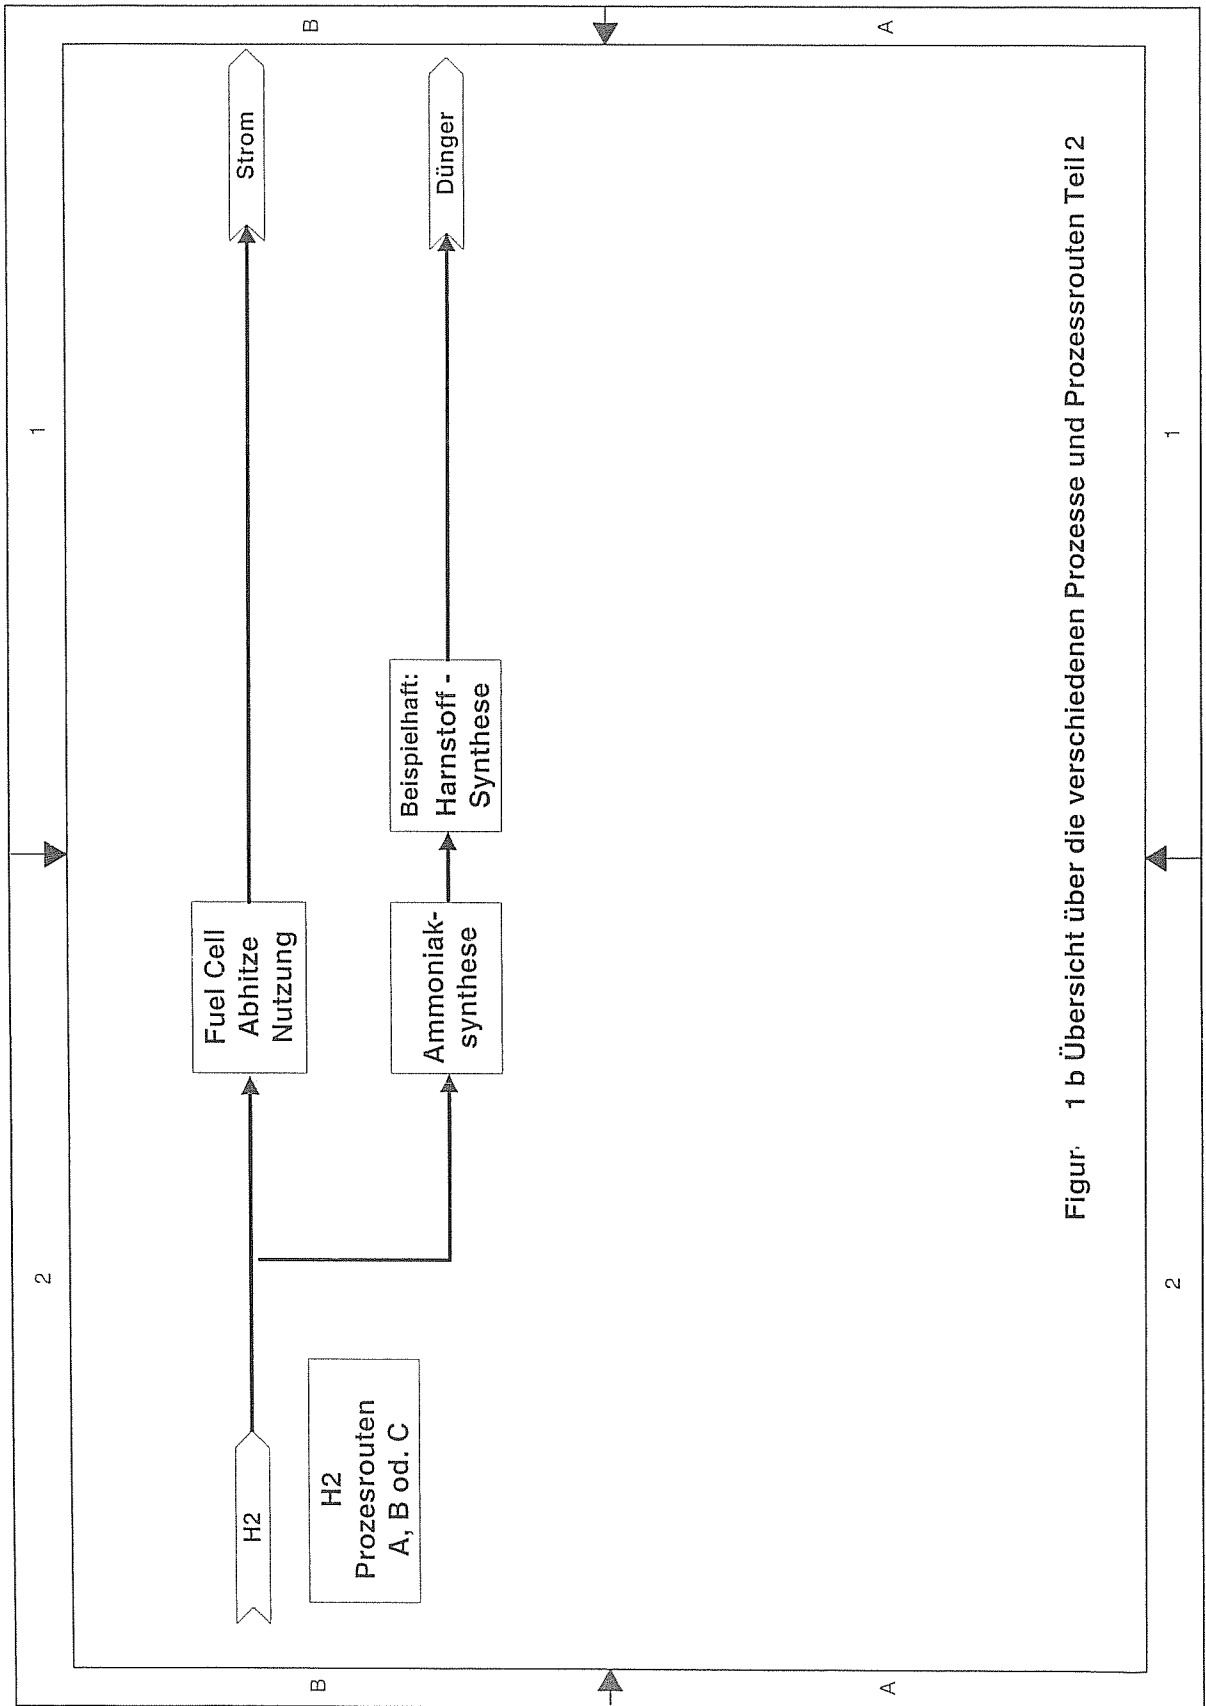 2
1
B
B
H2
Fuel Cell
Abhitze
Nutzung
Strom
H2
Prozesrouten
A, B od. C
Ammoniak-
synthese
Beispielhaft:
Harnstoff -
Synthese
Dünger
A
A
Figur 1 b Übersicht über die verschiedenen Prozesse und Prozessrouten Teil 2
2
1